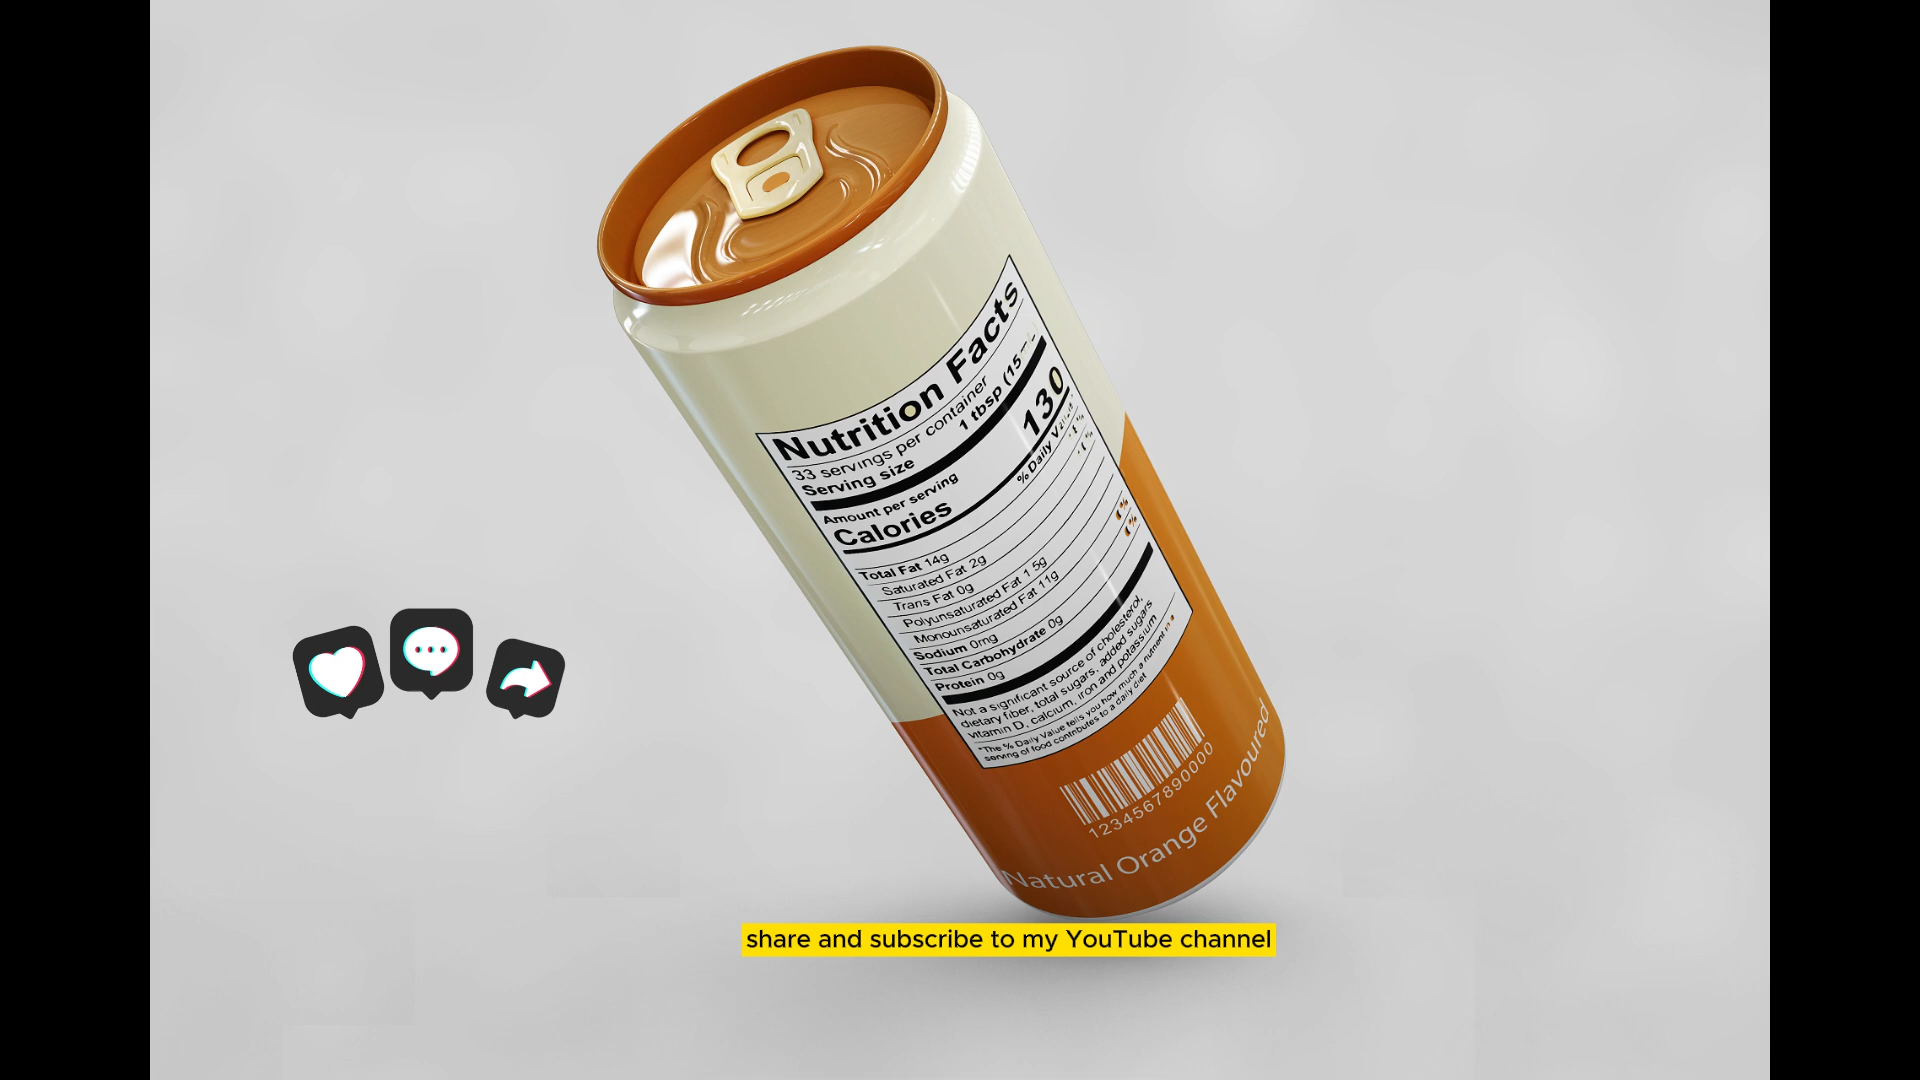 Nutrition Facts
33 servings per container
Serving size 1 tbsp (15
Amount per serving
Calories 130
% Daily
Total Fat 14g
Saturated Fat 2g
Trans Fat 0g
Polyunsaturated Fat 1 5g
Monounsaturated Fat 11g
Sodium 0mg
Total Carbohydrate 0g
Protein 0g
Not a significant source of cholesterol,
dietary fiber, total sugars, added sugars
vitamin D, calcium, iron and potassium
*The % Daily Value tells you how much a nutrient in a
serving of food contributes to a daily diet
1234567890000
Natural Orange Flavoured
share and subscribe to my YouTube channel